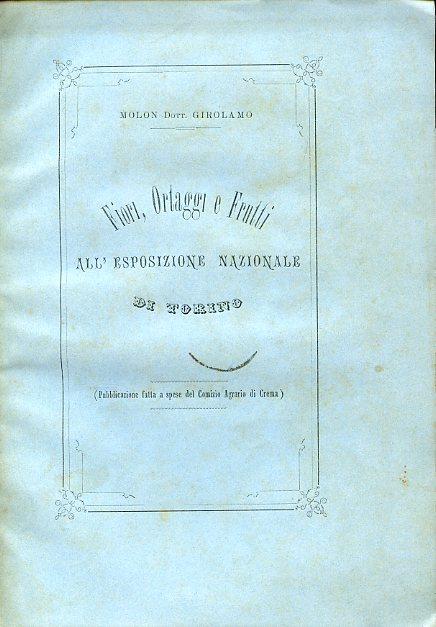 MOLON DOTT. GIROLAMO
Fiori, Ortaggi e Frutti
ALL' ESPOSIZIONE NAZIONALE
DI TORINO
(Pubblicazione fatta a spese del Comizio Agrario di Crema)